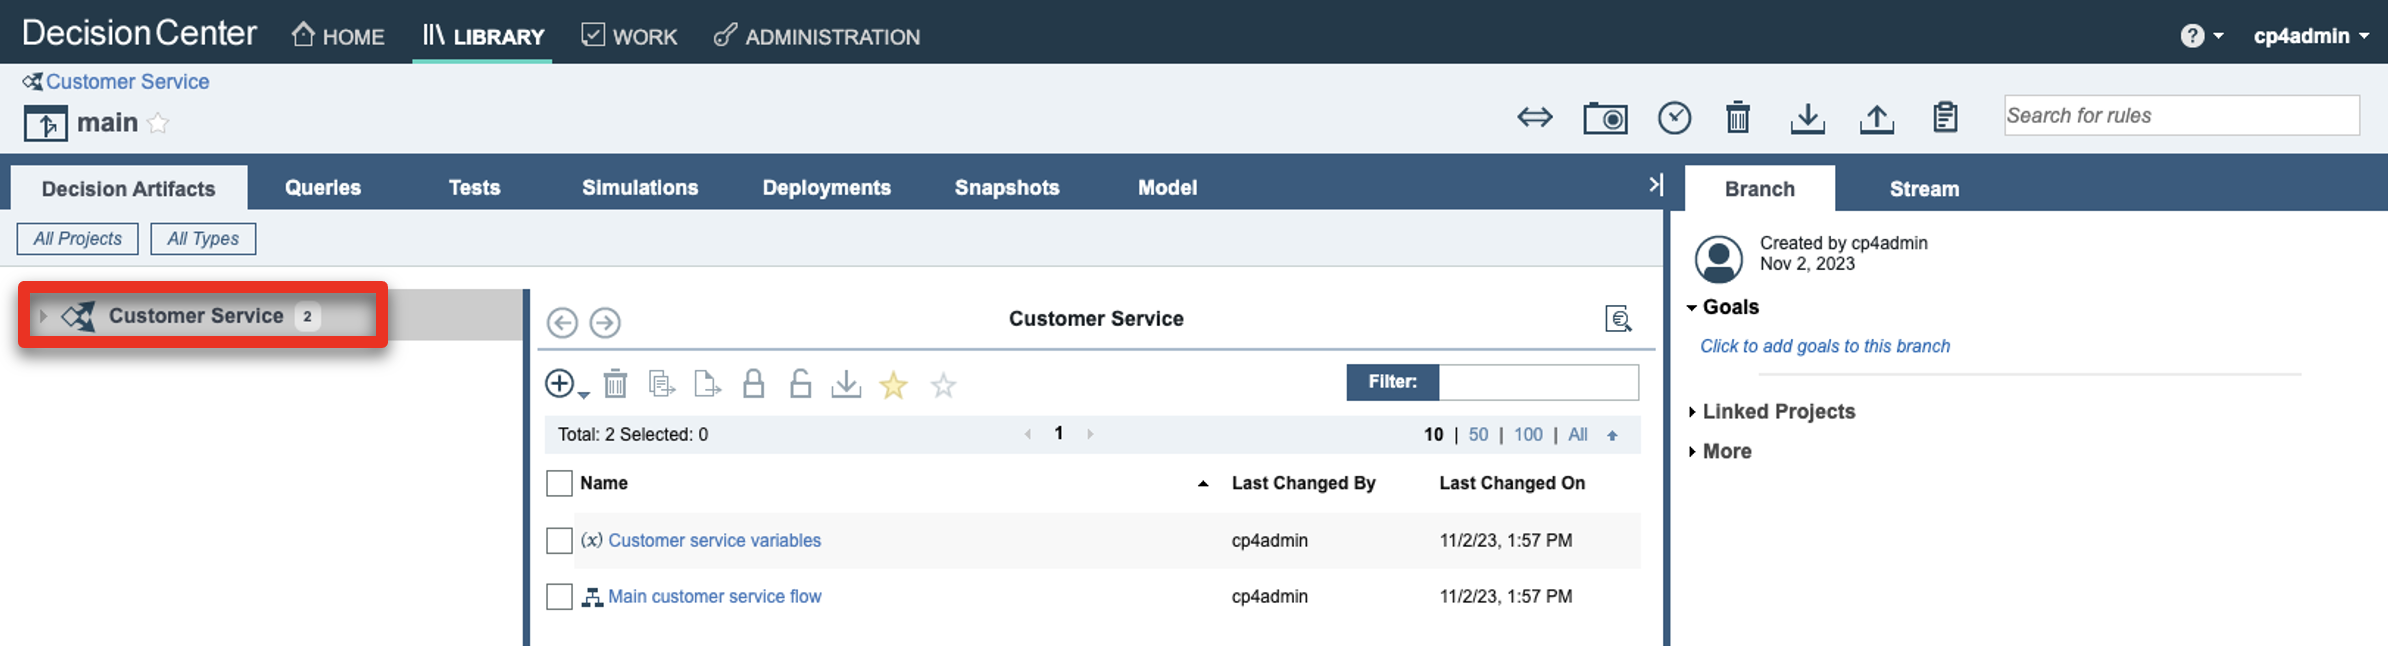 Decision Center HOME LIBRARY WORK ADMINISTRATION ? cp4admin
Customer Service
main
Search for rules
Decision Artifacts Queries Tests Simulations Deployments Snapshots Model Branch Stream
All Projects All Types
Created by cp4admin
Nov 2, 2023
Goals
Click to add goals to this branch
Linked Projects
More
Customer Service 2
Customer Service
Filter:
Total: 2 Selected: 0 1 10 | 50 | 100 | All
Name Last Changed By Last Changed On
(x) Customer service variables cp4admin 11/2/23, 1:57 PM
Main customer service flow cp4admin 11/2/23, 1:57 PM